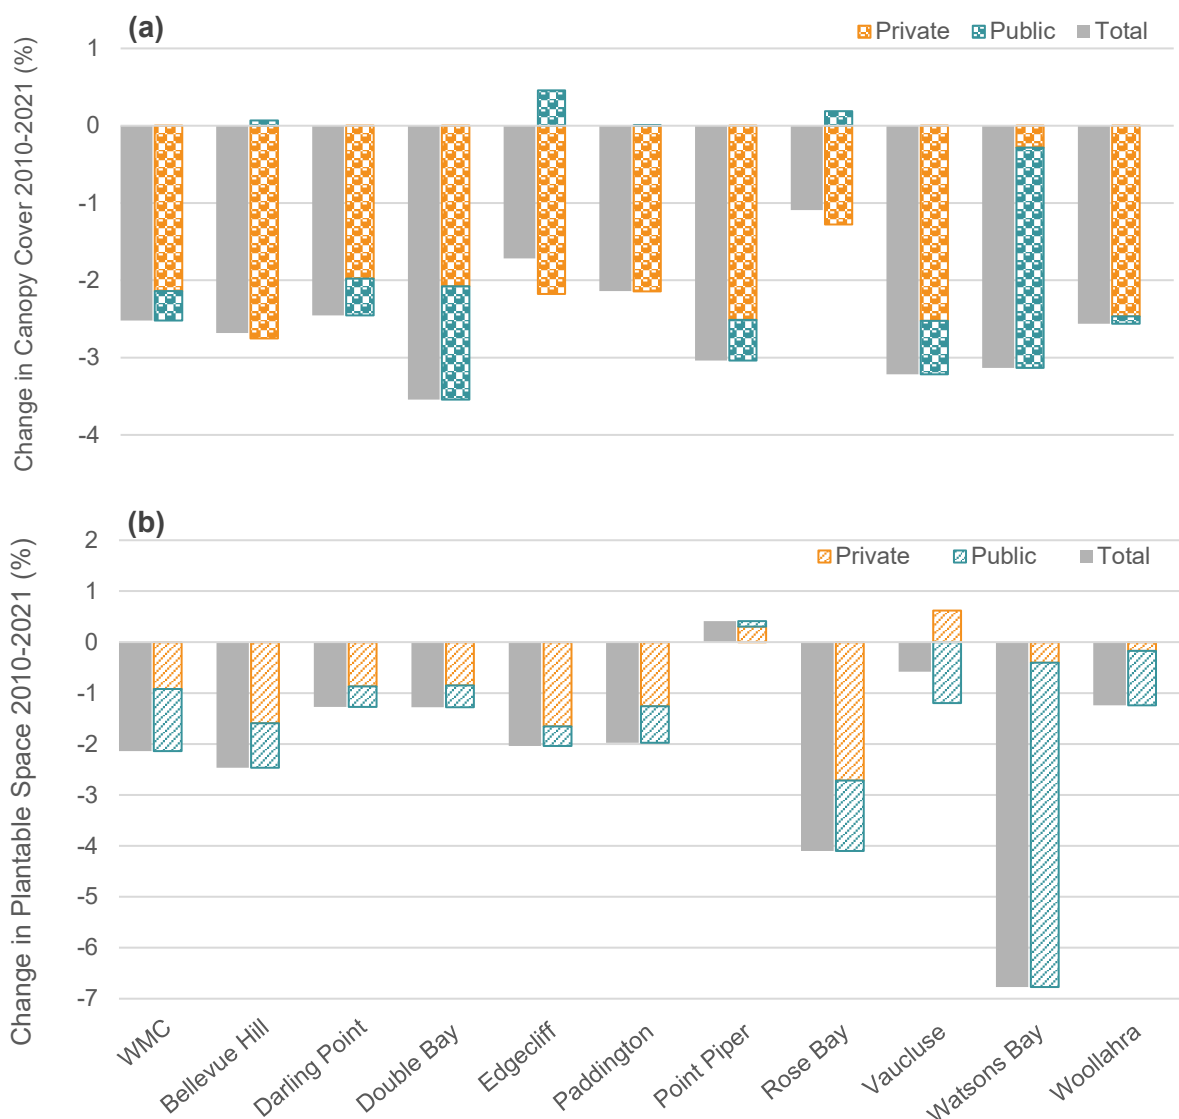 (a)
Private Public Total
Change in Canopy Cover 2010-2021 (%)
1
0
-1
-2
-3
-4
(b)
Private Public Total
Change in Plantable Space 2010-2021 (%)
2
1
0
-1
-2
-3
-4
-5
-6
-7
WMC
Bellevue Hill
Darling Point
Double Bay
Edgecliff
Paddington
Point Piper
Rose Bay
Vaucluse
Watsons Bay
Woollahra